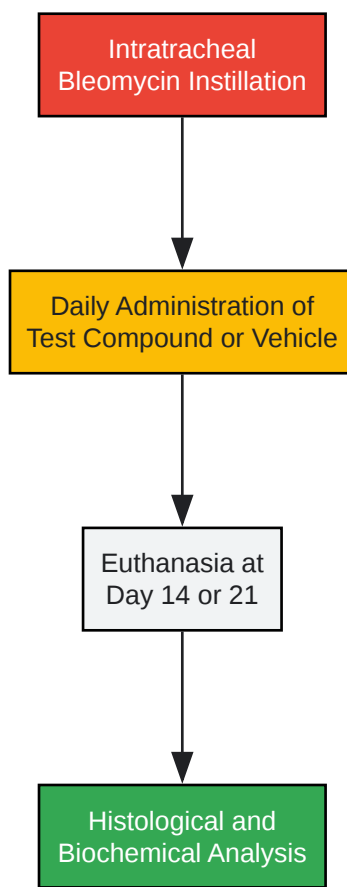 Intratracheal
Bleomycin Instillation
Daily Administration of
Test Compound or Vehicle
Euthanasia at
Day 14 or 21
Histological and
Biochemical Analysis